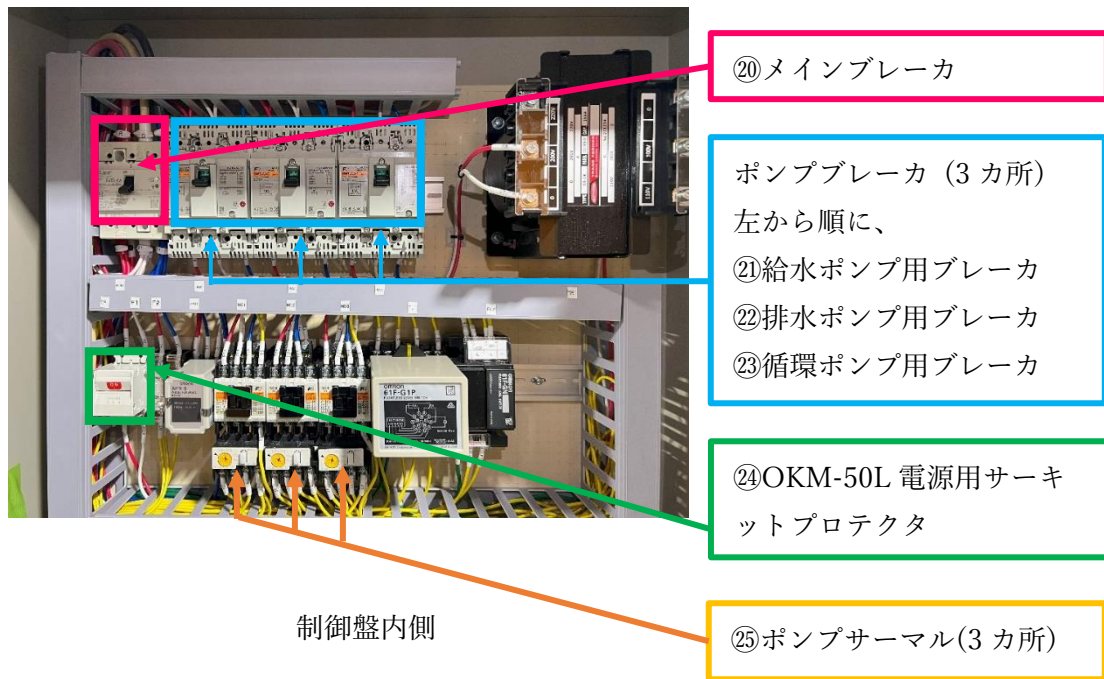 ⑳メインブレーカ
ポンプブレーカ（3 カ所）
左から順に、
㉑給水ポンプ用ブレーカ
㉒排水ポンプ用ブレーカ
㉓循環ポンプ用ブレーカ
㉔OKM-50L 電源用サーキ
ットプロテクタ
㉕ポンプサーマル(3 カ所)
制御盤内側
omron
61F-G1P